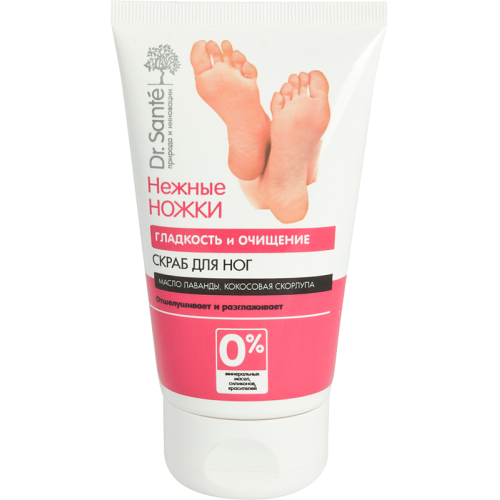 Dr. Santé
природа и инновации
Нежные
НОЖКИ
ГЛАДКОСТЬ и ОЧИЩЕНИЕ
СКРАБ ДЛЯ НОГ
МАСЛО ЛАВАНДЫ, КОКОСОВАЯ СКОРЛУПА
Отшелушивает и разглаживает
0%
минеральных
масел,
силиконов,
красителей